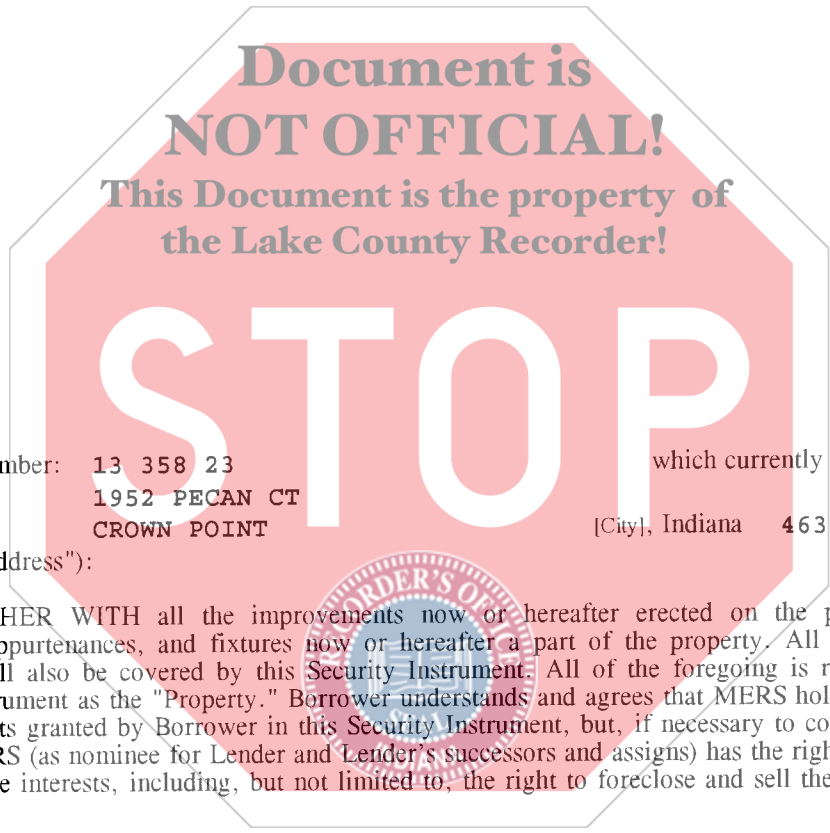 Document is
NOT OFFICIAL!
This Document is the property of
the Lake County Recorder!
STOP
mber: 13 358 23 which currently
1952 PECAN CT
CROWN POINT [City], Indiana 463
ddress"):
HER WITH all the improvements now or hereafter erected on the p
ppurtenances, and fixtures now or hereafter a part of the property. All
ll also be covered by this Security Instrument. All of the foregoing is r
rument as the "Property." Borrower understands and agrees that MERS hol
ts granted by Borrower in this Security Instrument, but, if necessary to co
RS (as nominee for Lender and Lender's successors and assigns) has the righ
e interests, including, but not limited to, the right to foreclose and sell the
RECORDER'S OFFICE
SEAL
INDIANA